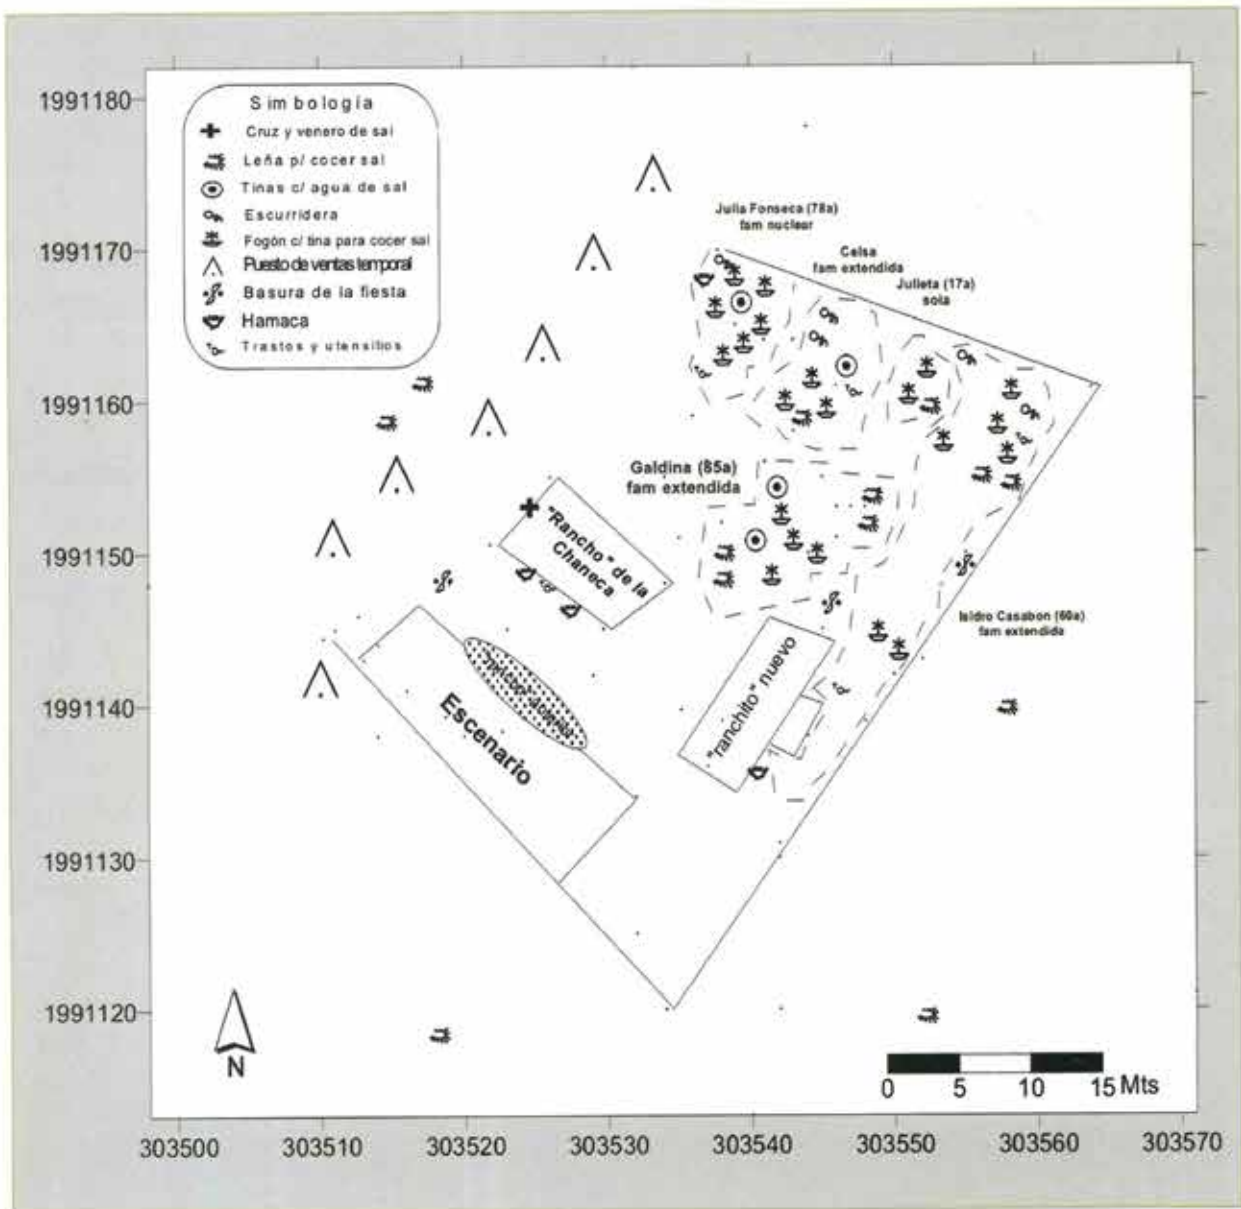 Simbología
Cruz y venero de sal
Leña p/ cocer sal
Tinas c/ agua de sal
Escurridera
Fogón c/ tina para cocer sal
Puesto de ventas temporal
Basura de la fiesta
Hamaca
Trastos y utensilios
1991180
1991170
1991160
1991150
1991140
1991130
1991120
Julia Fonseca (78a)
fam nuclear
Celsa
fam extendida
Julieta (17a)
sola
Galdina (85a)
fam extendida
"Rancho" de la
Chaneca
Isidro Casabon (60a)
fam extendida
"ranchito" nuevo
Escenario
N
0 5 10 15 Mts
303500 303510 303520 303530 303540 303550 303560 303570